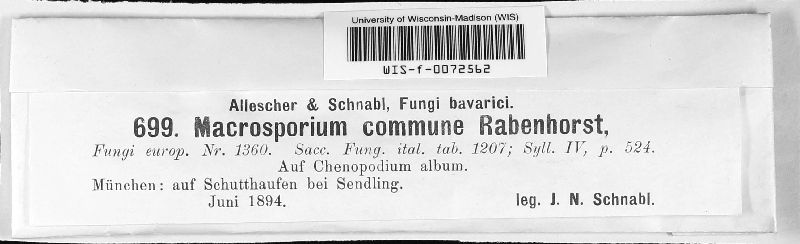 University of Wisconsin-Madison (WIS)
WIS-f-0072562
Allescher & Schnabl, Fungi bavarici.
699. Macrosporium commune Rabenhorst,
Fungi europ. Nr. 1360. Sacc. Fung. ital. tab. 1207; Syll. IV, p. 524.
Auf Chenopodium album.
München: auf Schutthaufen bei Sendling.
Juni 1894. leg. J. N. Schnabl.